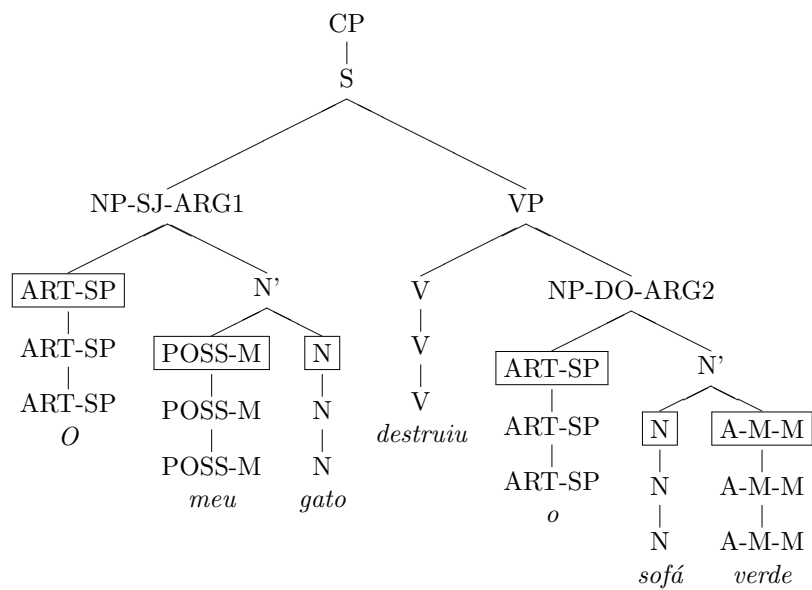 CP
S
NP-SJ-ARG1 VP
ART-SP N' V NP-DO-ARG2
ART-SP POSS-M N V ART-SP N'
ART-SP POSS-M N V ART-SP N A-M-M
O POSS-M N destruiu ART-SP N A-M-M
meu gato o N A-M-M
sofá verde